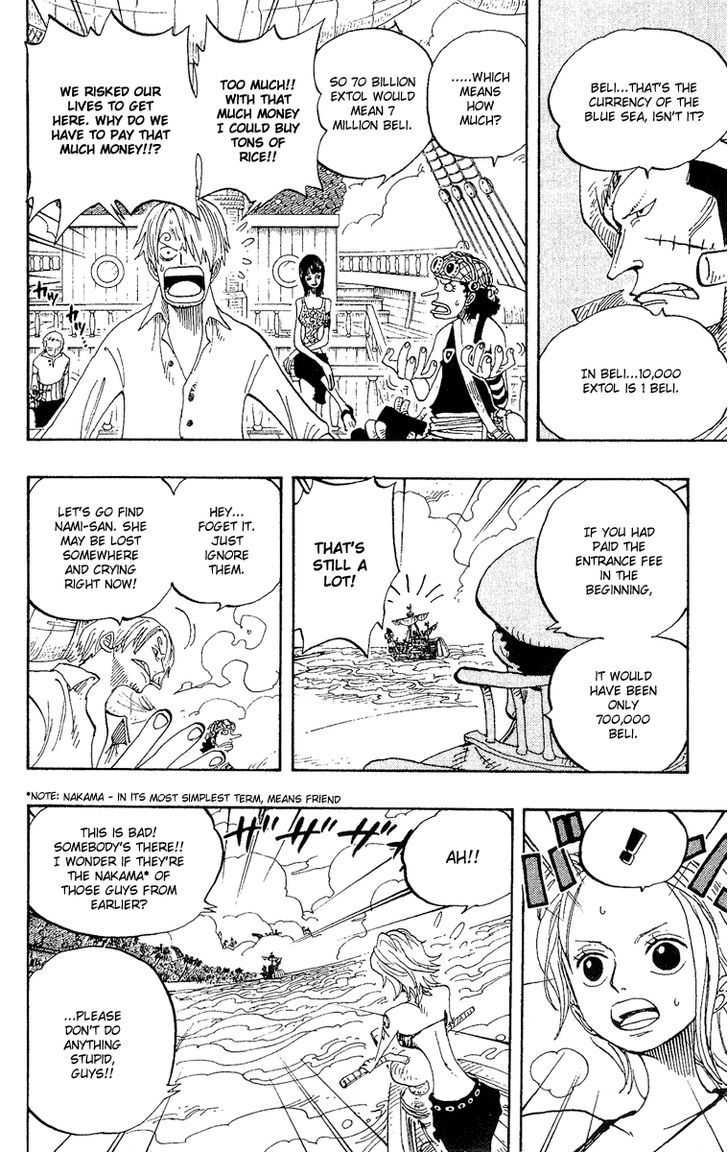 BELI...THAT'S THE
CURRENCY OF THE
BLUE SEA, ISN'T IT?
IN BELI...10,000
EXTOL IS 1 BELI.
.....WHICH
MEANS
HOW
MUCH?
SO 70 BILLION
EXTOL WOULD
MEAN 7
MILLION BELI.
TOO MUCH!!
WITH THAT
MUCH MONEY
I COULD BUY
TONS OF
RICE!!
WE RISKED OUR
LIVES TO GET
HERE. WHY DO WE
HAVE TO PAY THAT
MUCH MONEY!!?
ガガッ
ガガッ
IF YOU HAD
PAID THE
ENTRANCE FEE
IN THE
BEGINNING,
IT WOULD
HAVE BEEN
ONLY
700,000
BELI.
THAT'S
STILL A
LOT!
HEY...
FOGET IT.
JUST
IGNORE
THEM.
LET'S GO FIND
NAMI-SAN. SHE
MAY BE LOST
SOMEWHERE
AND CRYING
RIGHT NOW!
*NOTE: NAKAMA - IN ITS MOST SIMPLEST TERM, MEANS FRIEND
!
AH!!
THIS IS BAD!
SOMEBODY'S THERE!!
I WONDER IF THEY'RE
THE NAKAMA* OF
THOSE GUYS FROM
EARLIER?
...PLEASE
DON'T DO
ANYTHING
STUPID,
GUYS!!